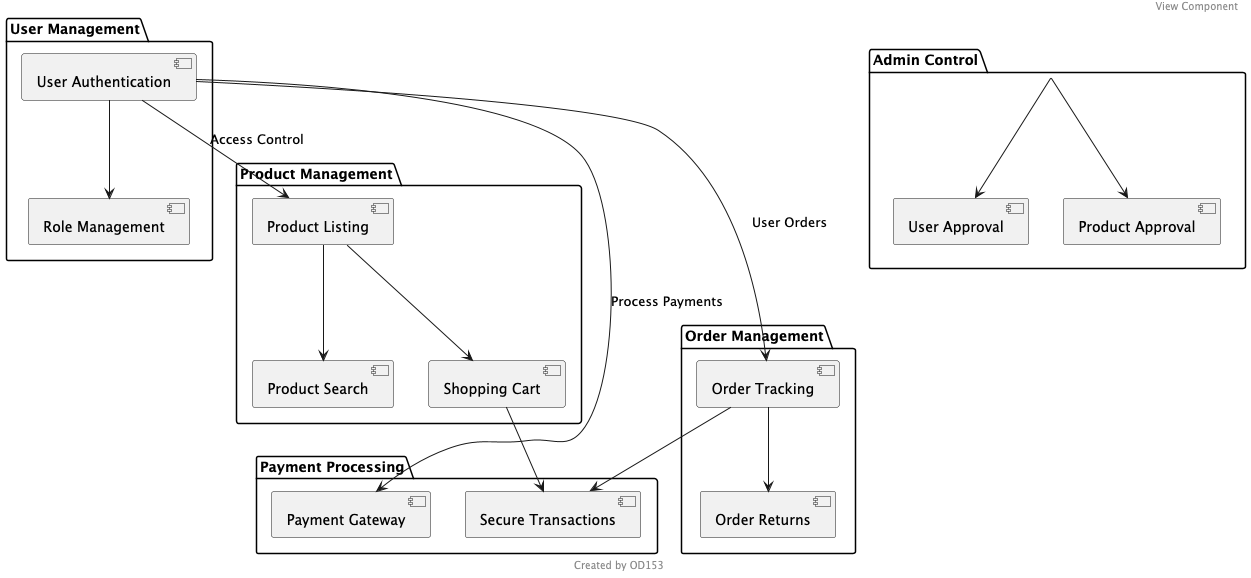 View Component
User Management
User Authentication
Role Management
Access Control
Product Management
Product Listing
Product Search
Shopping Cart
User Orders
Process Payments
Admin Control
User Approval
Product Approval
Order Management
Order Tracking
Order Returns
Payment Processing
Payment Gateway
Secure Transactions
Created by OD153